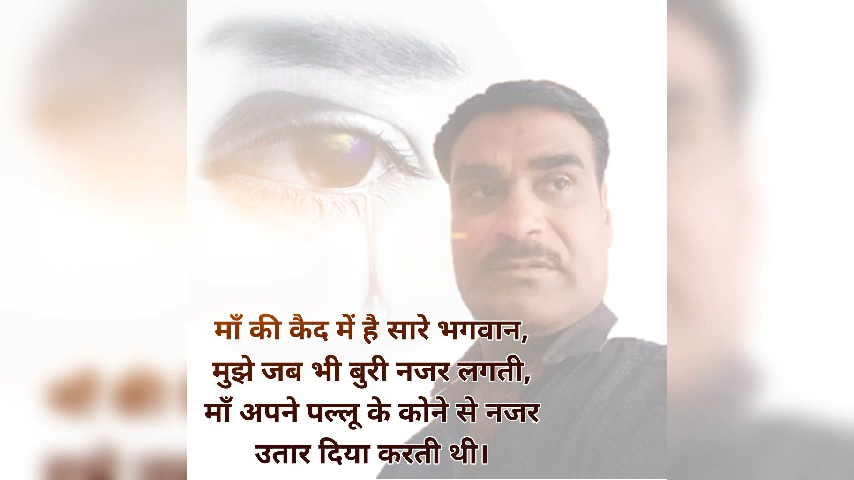 माँ की कैद में है सारे भगवान,
मुझे जब भी बुरी नजर लगती,
माँ अपने पल्लू के कोने से नजर
उतार दिया करती थी।